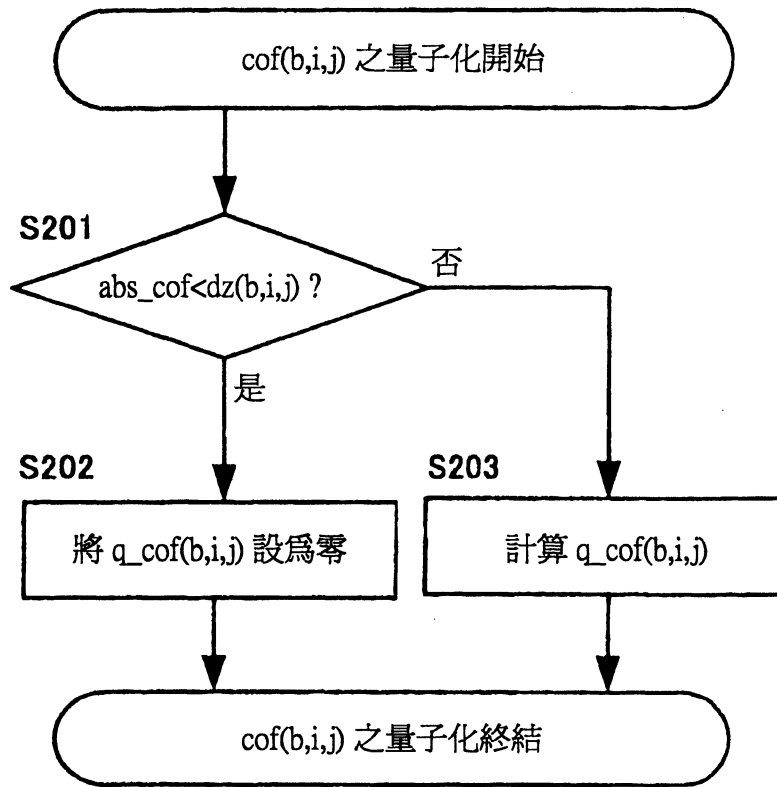 cof(b,i,j) 之量子化開始
S201
abs_cof<dz(b,i,j) ?
否
是
S202
S203
將 q_cof(b,i,j) 設爲零
計算 q_cof(b,i,j)
cof(b,i,j) 之量子化終結